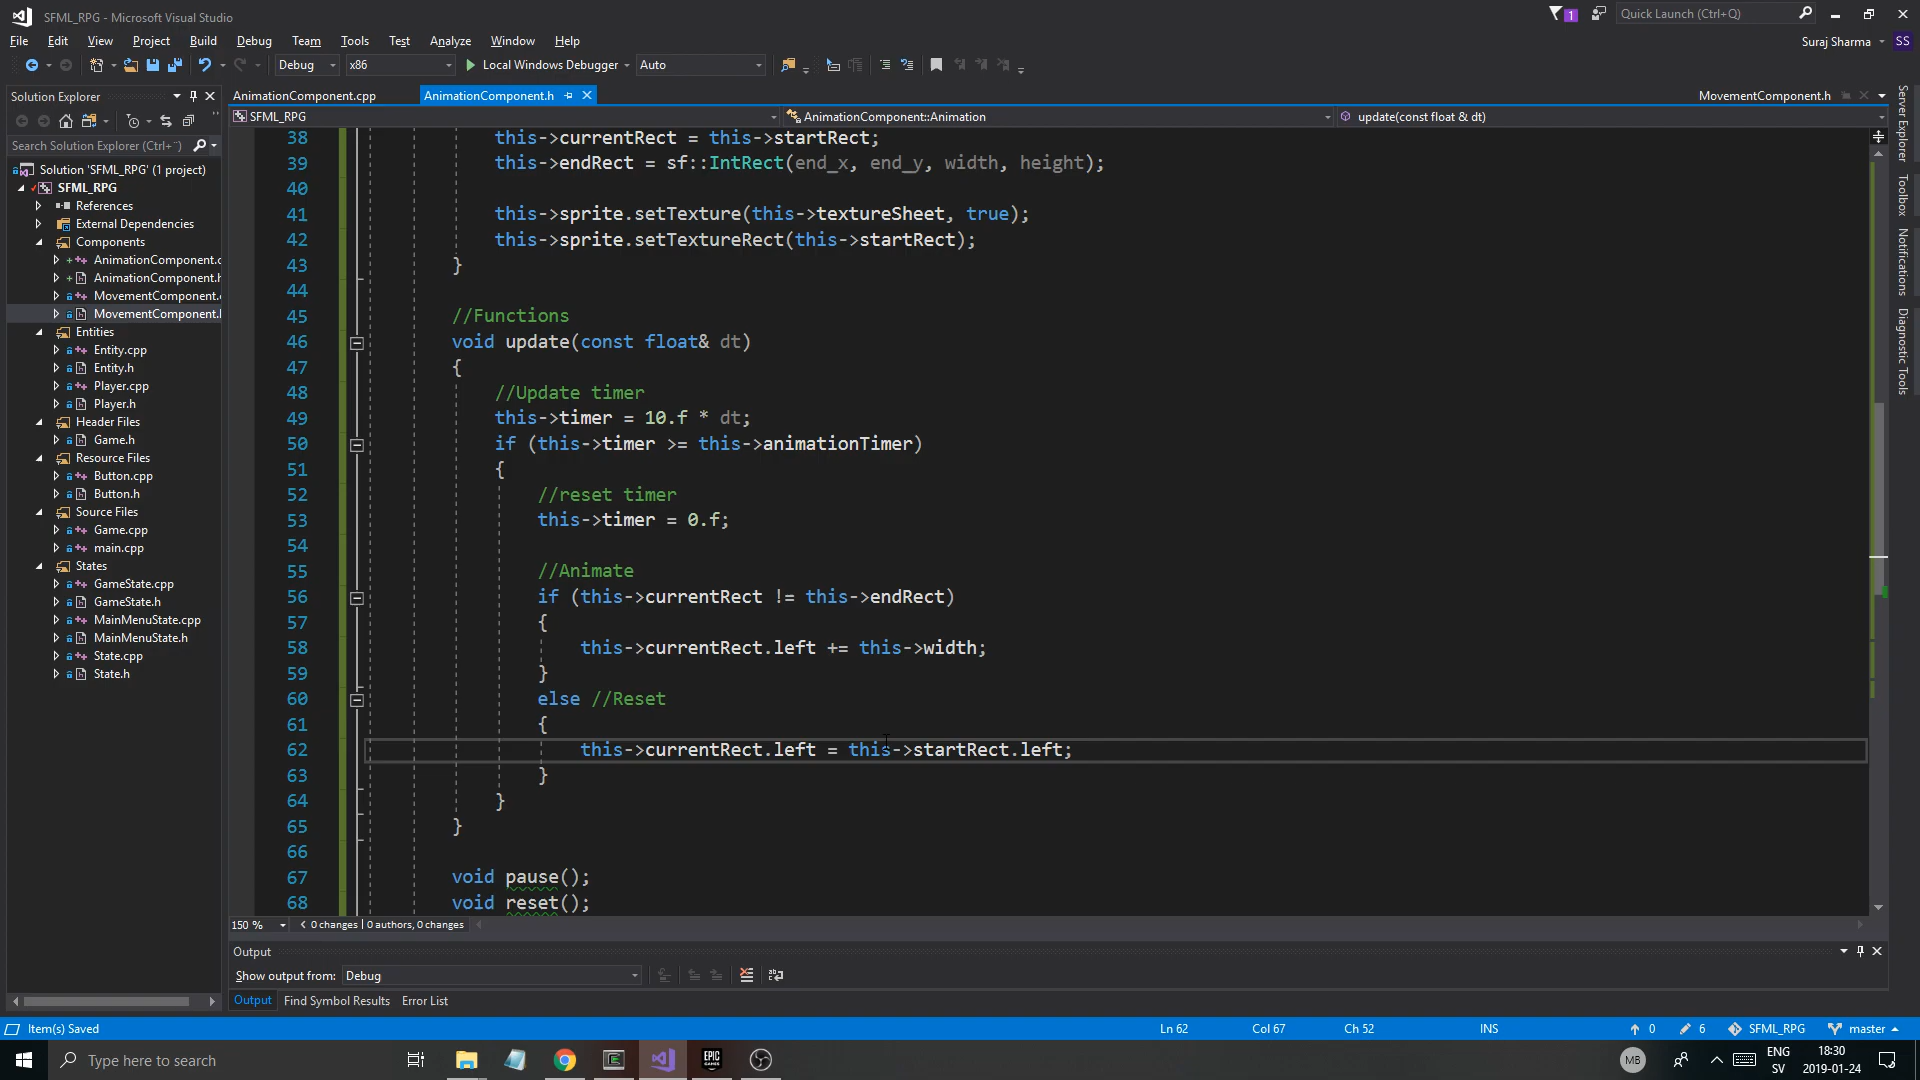 SFML_RPG - Microsoft Visual Studio
1
Quick Launch (Ctrl+Q)
File Edit View Project Build Debug Team Tools Test Analyze Window Help
Suraj Sharma SS
Debug x86 Local Windows Debugger Auto
Solution Explorer
AnimationComponent.cpp AnimationComponent.h MovementComponent.h
SFML_RPG AnimationComponent::Animation update(const float & dt)
Search Solution Explorer (Ctrl+¨)
Solution 'SFML_RPG' (1 project)
SFML_RPG
References
External Dependencies
Components
AnimationComponent.c
AnimationComponent.h
MovementComponent.
MovementComponent.
Entities
Entity.cpp
Entity.h
Player.cpp
Player.h
Header Files
Game.h
Resource Files
Button.cpp
Button.h
Source Files
Game.cpp
main.cpp
States
GameState.cpp
GameState.h
MainMenuState.cpp
MainMenuState.h
State.cpp
State.h
38 this->currentRect = this->startRect;
39 this->endRect = sf::IntRect(end_x, end_y, width, height);
40
41 this->sprite.setTexture(this->textureSheet, true);
42 this->sprite.setTextureRect(this->startRect);
43 }
44
45 //Functions
46 void update(const float& dt)
47 {
48 //Update timer
49 this->timer = 10.f * dt;
50 if (this->timer >= this->animationTimer)
51 {
52 //reset timer
53 this->timer = 0.f;
54
55 //Animate
56 if (this->currentRect != this->endRect)
57 {
58 this->currentRect.left += this->width;
59 }
60 else //Reset
61 {
62 this->currentRect.left = this->startRect.left;
63 }
64 }
65 }
66
67 void pause();
68 void reset();
Server Explorer
Toolbox
Notifications
Diagnostic Tools
150 % 0 changes | 0 authors, 0 changes
Output
Show output from: Debug
Output Find Symbol Results Error List
Item(s) Saved Ln 62 Col 67 Ch 52 INS 0 6 SFML_RPG master
Type here to search
EPIC GAMES
MB
ENG
SV
18:30
2019-01-24